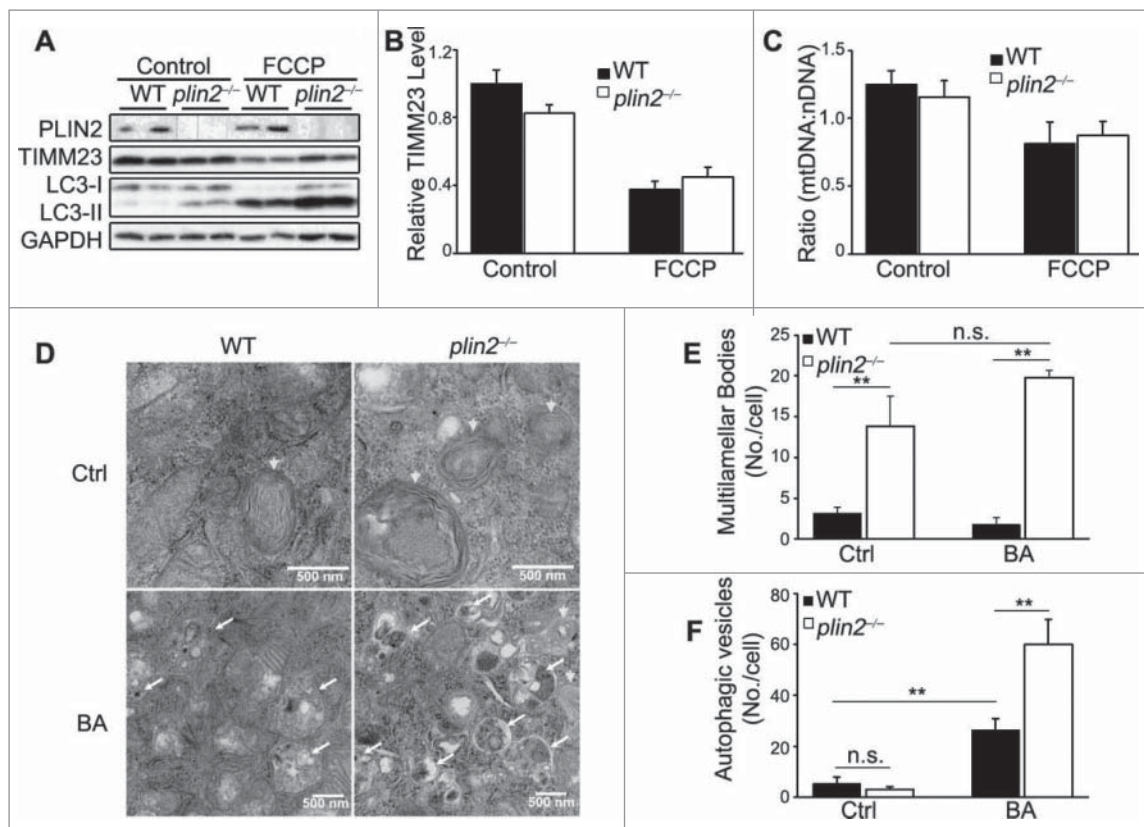 A
Control FCCP
WT plin2–/– WT plin2–/–
PLIN2
TIMM23
LC3-I
LC3-II
GAPDH
B
Relative TIMM23 Level
1.2
0.8
0.4
0
WT
plin2–/–
Control FCCP
C
Ratio (mtDNA:nDNA)
1.5
1.0
0.5
0.0
WT
plin2–/–
Control FCCP
D
WT plin2–/–
Ctrl
500 nm 500 nm
BA
500 nm 500 nm
E
Multilamellar Bodies
(No./cell)
25
20
15
10
5
0
WT
plin2–/–
n.s.
**
**
Ctrl BA
F
Autophagic vesicles
(No./cell)
80
60
40
20
0
WT
plin2–/–
**
**
n.s.
Ctrl BA